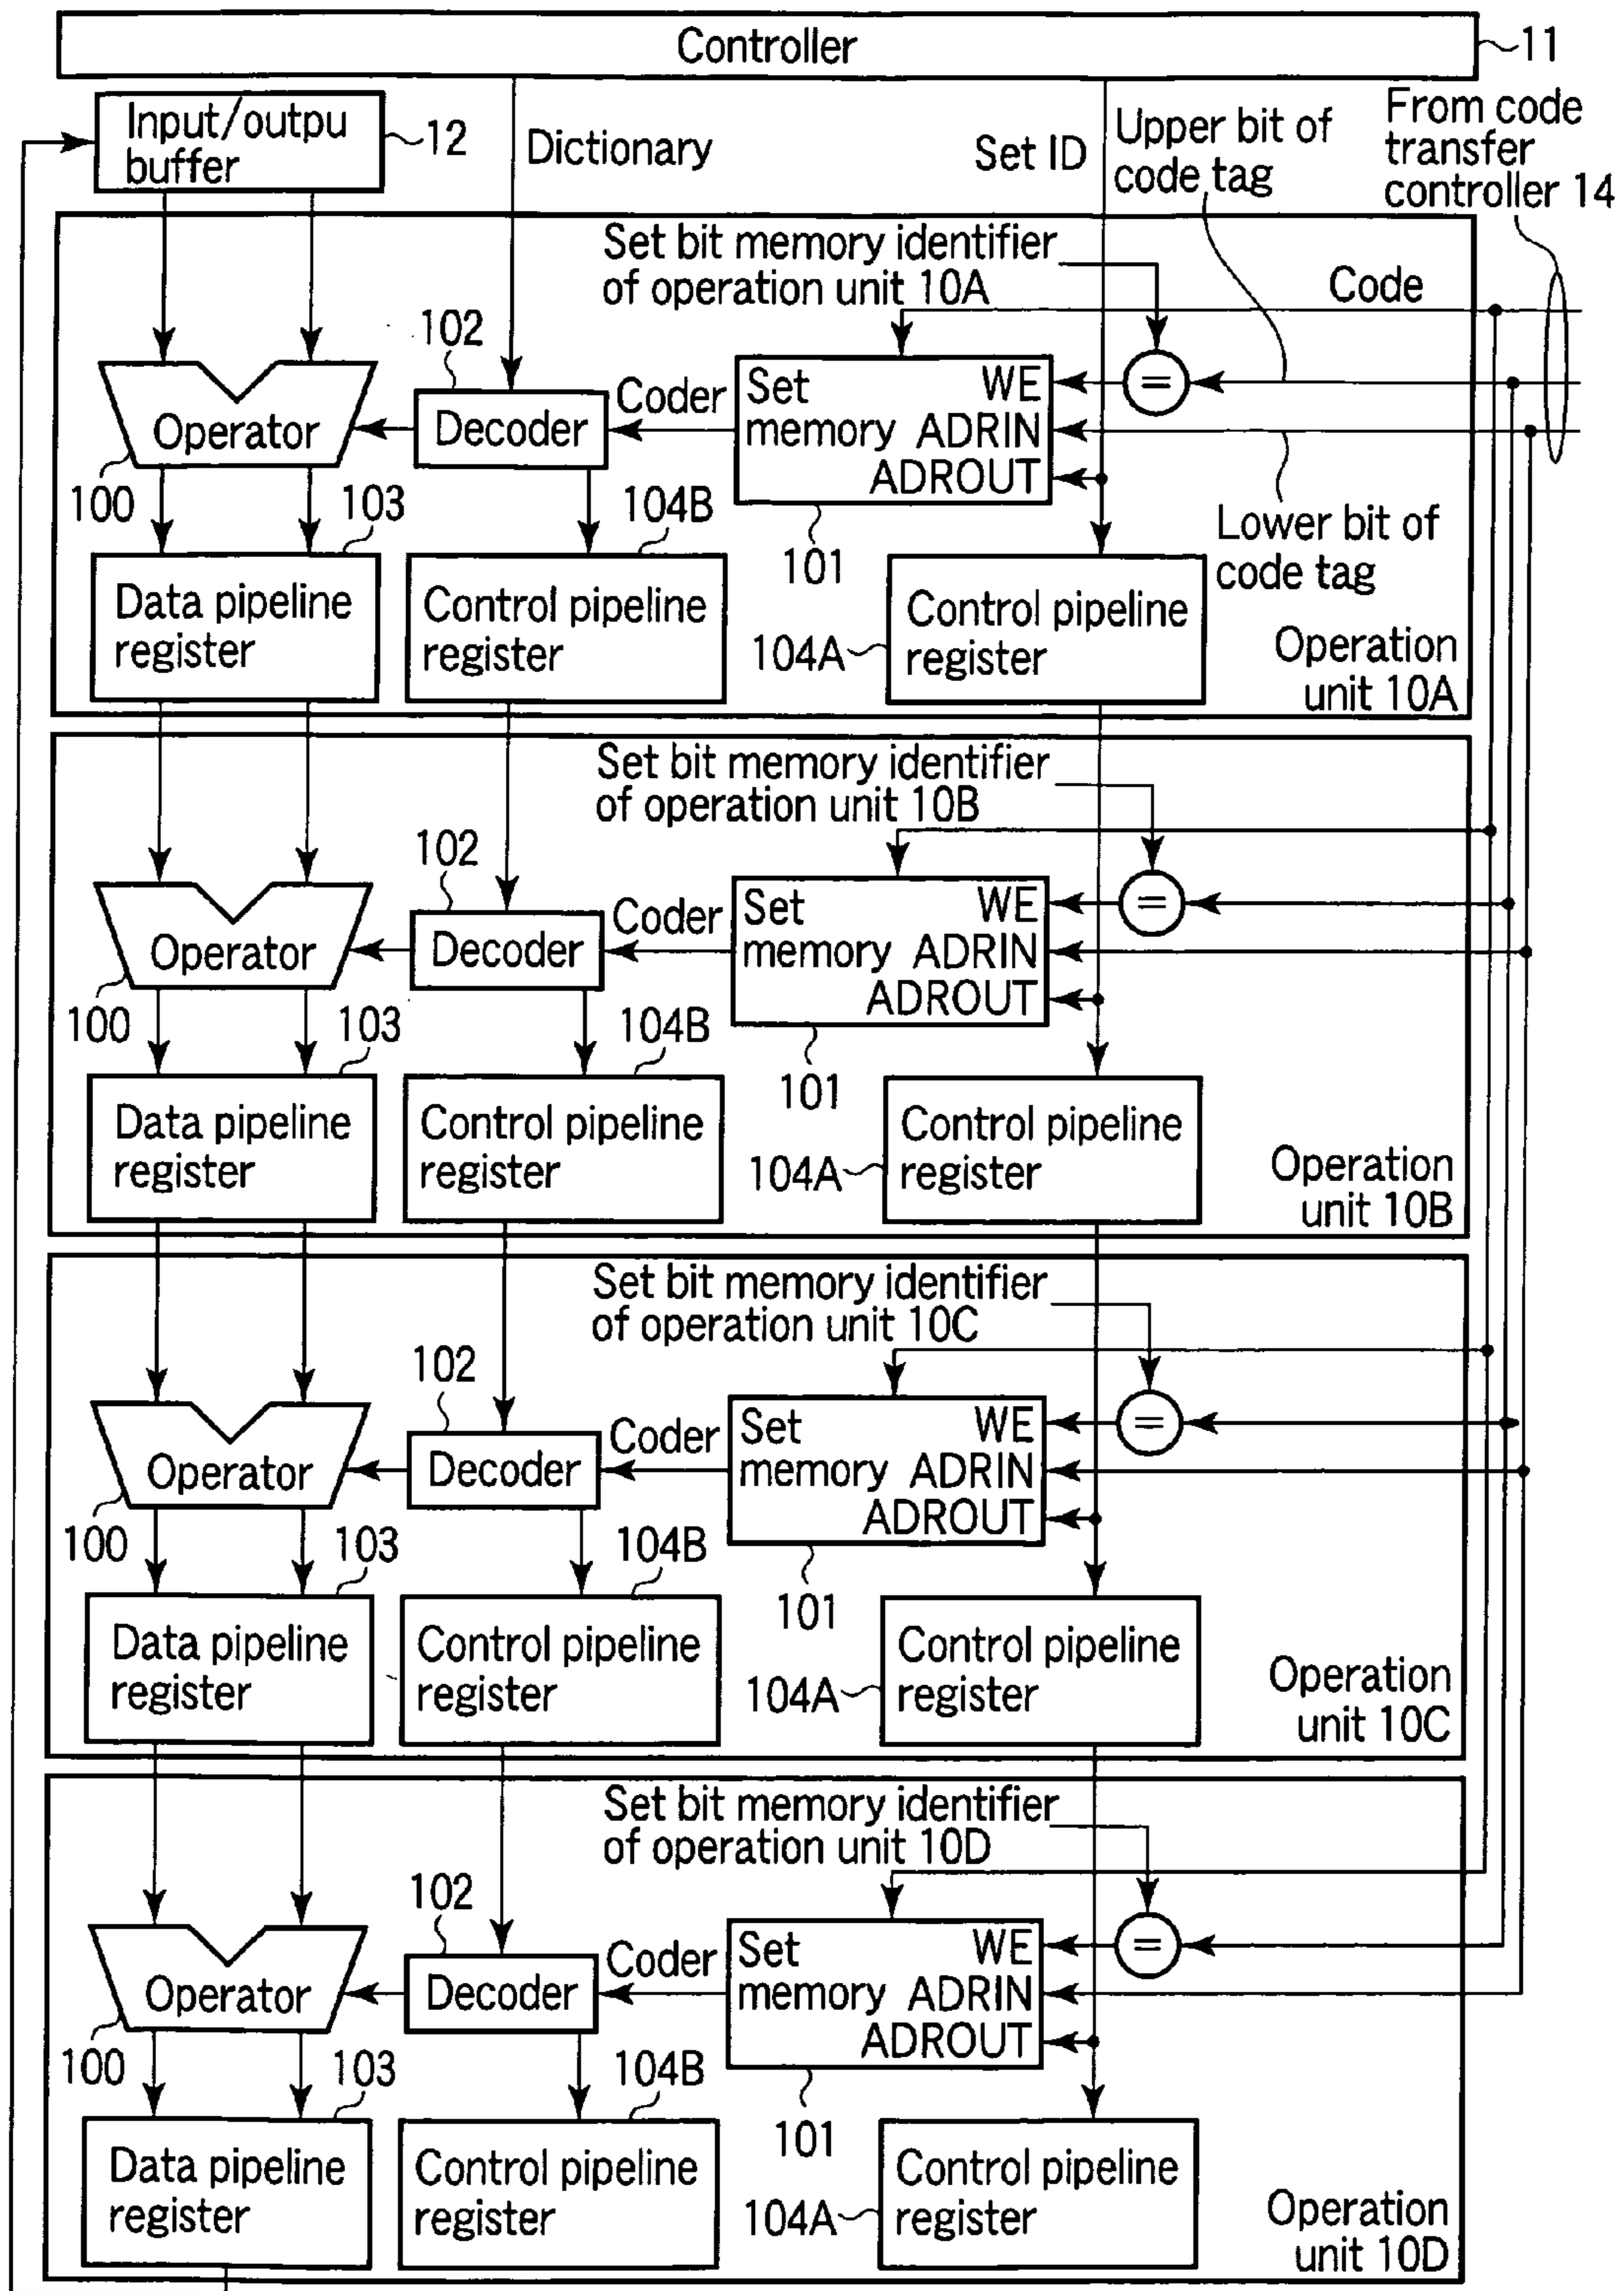 Controller
11
Input/outpu
buffer
12
Dictionary
Set ID
Upper bit of
code tag
From code
transfer
controller 14
Set bit memory identifier
of operation unit 10A
Code
102
Operator
Decoder
Coder
Set
memory
WE
ADRIN
ADROUT
=
100
103
104B
101
Lower bit of
code tag
Data pipeline
register
Control pipeline
register
104A
Control pipeline
register
Operation
unit 10A
Set bit memory identifier
of operation unit 10B
102
Operator
Decoder
Coder
Set
memory
WE
ADRIN
ADROUT
=
100
103
104B
101
Data pipeline
register
Control pipeline
register
104A
Control pipeline
register
Operation
unit 10B
Set bit memory identifier
of operation unit 10C
102
Operator
Decoder
Coder
Set
memory
WE
ADRIN
ADROUT
=
100
103
104B
101
Data pipeline
register
Control pipeline
register
104A
Control pipeline
register
Operation
unit 10C
Set bit memory identifier
of operation unit 10D
102
Operator
Decoder
Coder
Set
memory
WE
ADRIN
ADROUT
=
100
103
104B
101
Data pipeline
register
Control pipeline
register
104A
Control pipeline
register
Operation
unit 10D